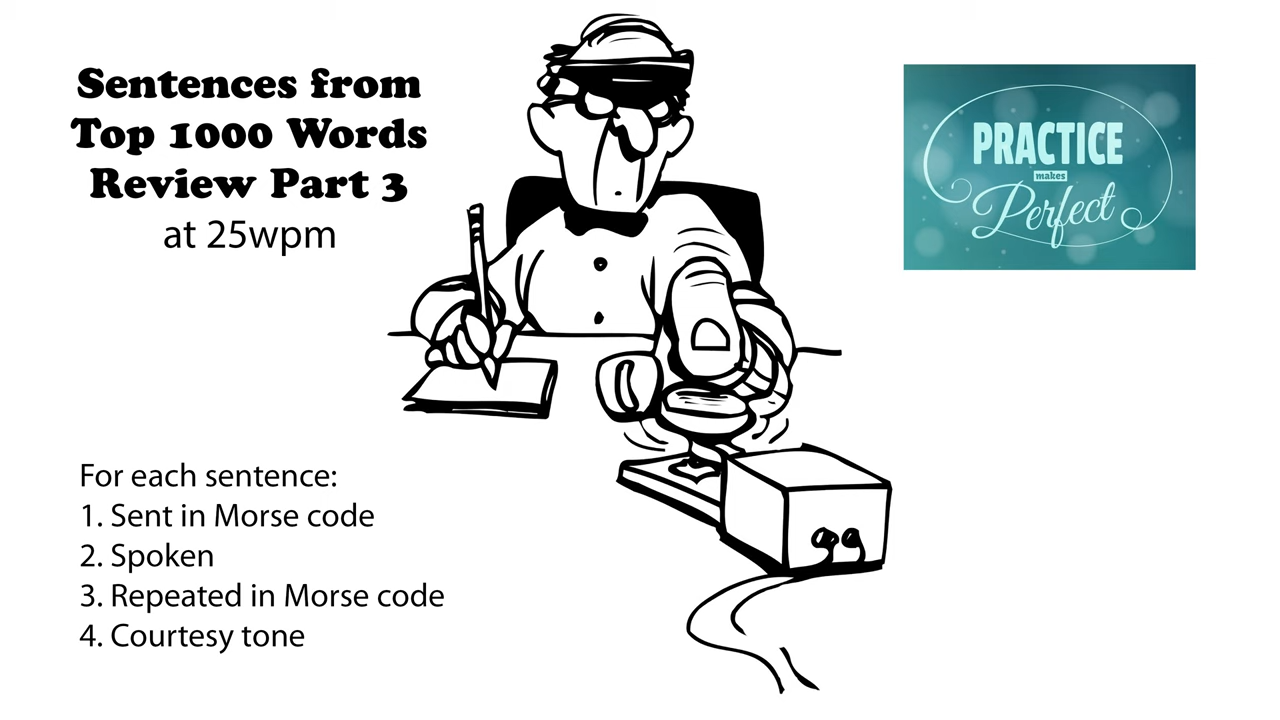 Sentences from
Top 1000 Words
Review Part 3
at 25wpm
PRACTICE
makes
Perfect
For each sentence:
1. Sent in Morse code
2. Spoken
3. Repeated in Morse code
4. Courtesy tone